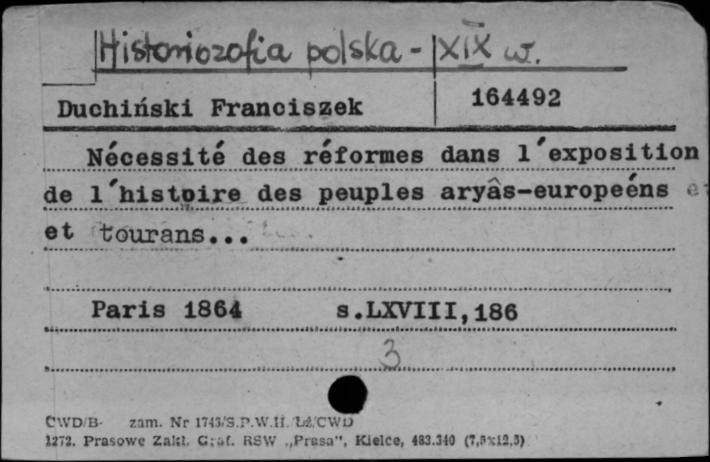 Historiozofia polska - XIX w.
Duchiński Franciszek 164492
Nécessité des réformes dans l'exposition
de l'histoire des peuples aryâs-europeéns
et tourans...
Paris 1864 s.LXVIII,186
3
CWD/B- zam. Nr 1743/S.P.W.H. Łż/CWD
1272. Prasowe Zakł. Graf. RSW „Prasa", Kielce, 483.340 (7,5x12,5)